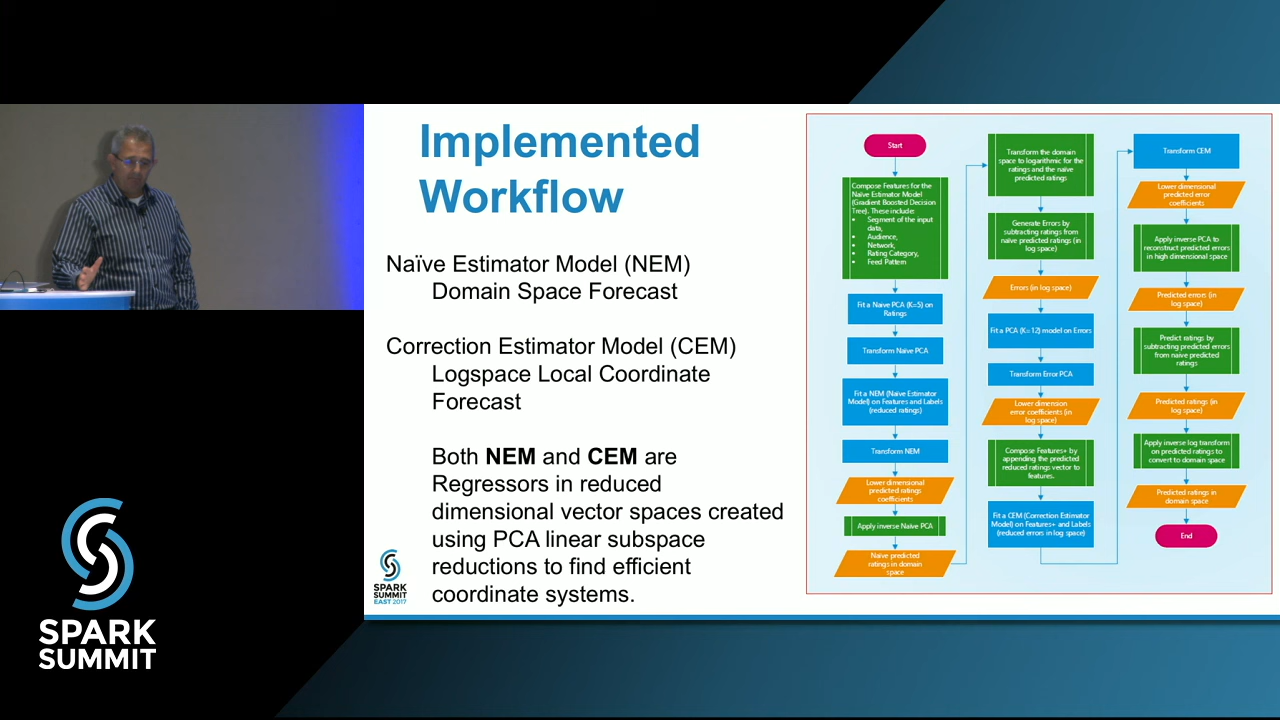 Implemented
Workflow
Naïve Estimator Model (NEM)
Domain Space Forecast
Correction Estimator Model (CEM)
Logspace Local Coordinate
Forecast
Both NEM and CEM are
Regressors in reduced
dimensional vector spaces created
using PCA linear subspace
reductions to find efficient
coordinate systems.
SPARK
SUMMIT
EAST 2017
Start
Compose Features for the
Naïve Estimator Model
(Gradient Boosted Decision
Tree). These include:
• Segment of the input
data,
• Audience,
• Network,
• Rating Category,
• Feed Pattern
Fit a Naïve PCA (K=5) on
Ratings
Transform Naïve PCA
Fit a NEM (Naïve Estimator
Model) on Features and Labels
(reduced ratings)
Transform NEM
Lower dimensional
predicted ratings
coefficients
Apply inverse Naïve PCA
Naïve predicted
ratings in domain
space
Transform the domain
space to logarithmic for the
ratings and the naïve
predicted ratings
Generate Errors by
subtracting ratings from
naïve predicted ratings (in
log space)
Errors (in log space)
Fit a PCA (K=12) model on Errors
Transform Error PCA
Lower dimension
error coefficients (in
log space)
Compose Features+ by
appending the predicted
reduced ratings vector to
features.
Fit a CEM (Correction Estimator
Model) on Features+ and Labels
(reduced errors in log space)
Transform CEM
Lower dimensional
predicted error
coefficients
Apply inverse PCA to
reconstruct predicted errors
in high dimensional space
Predicted errors (in
log space)
Predict ratings by
subtracting predicted errors
from naïve predicted
ratings
Predicted ratings (in
log space)
Apply inverse log transform
on predicted ratings to
convert to domain space
Predicted ratings in
domain space
End
SPARK
SUMMIT